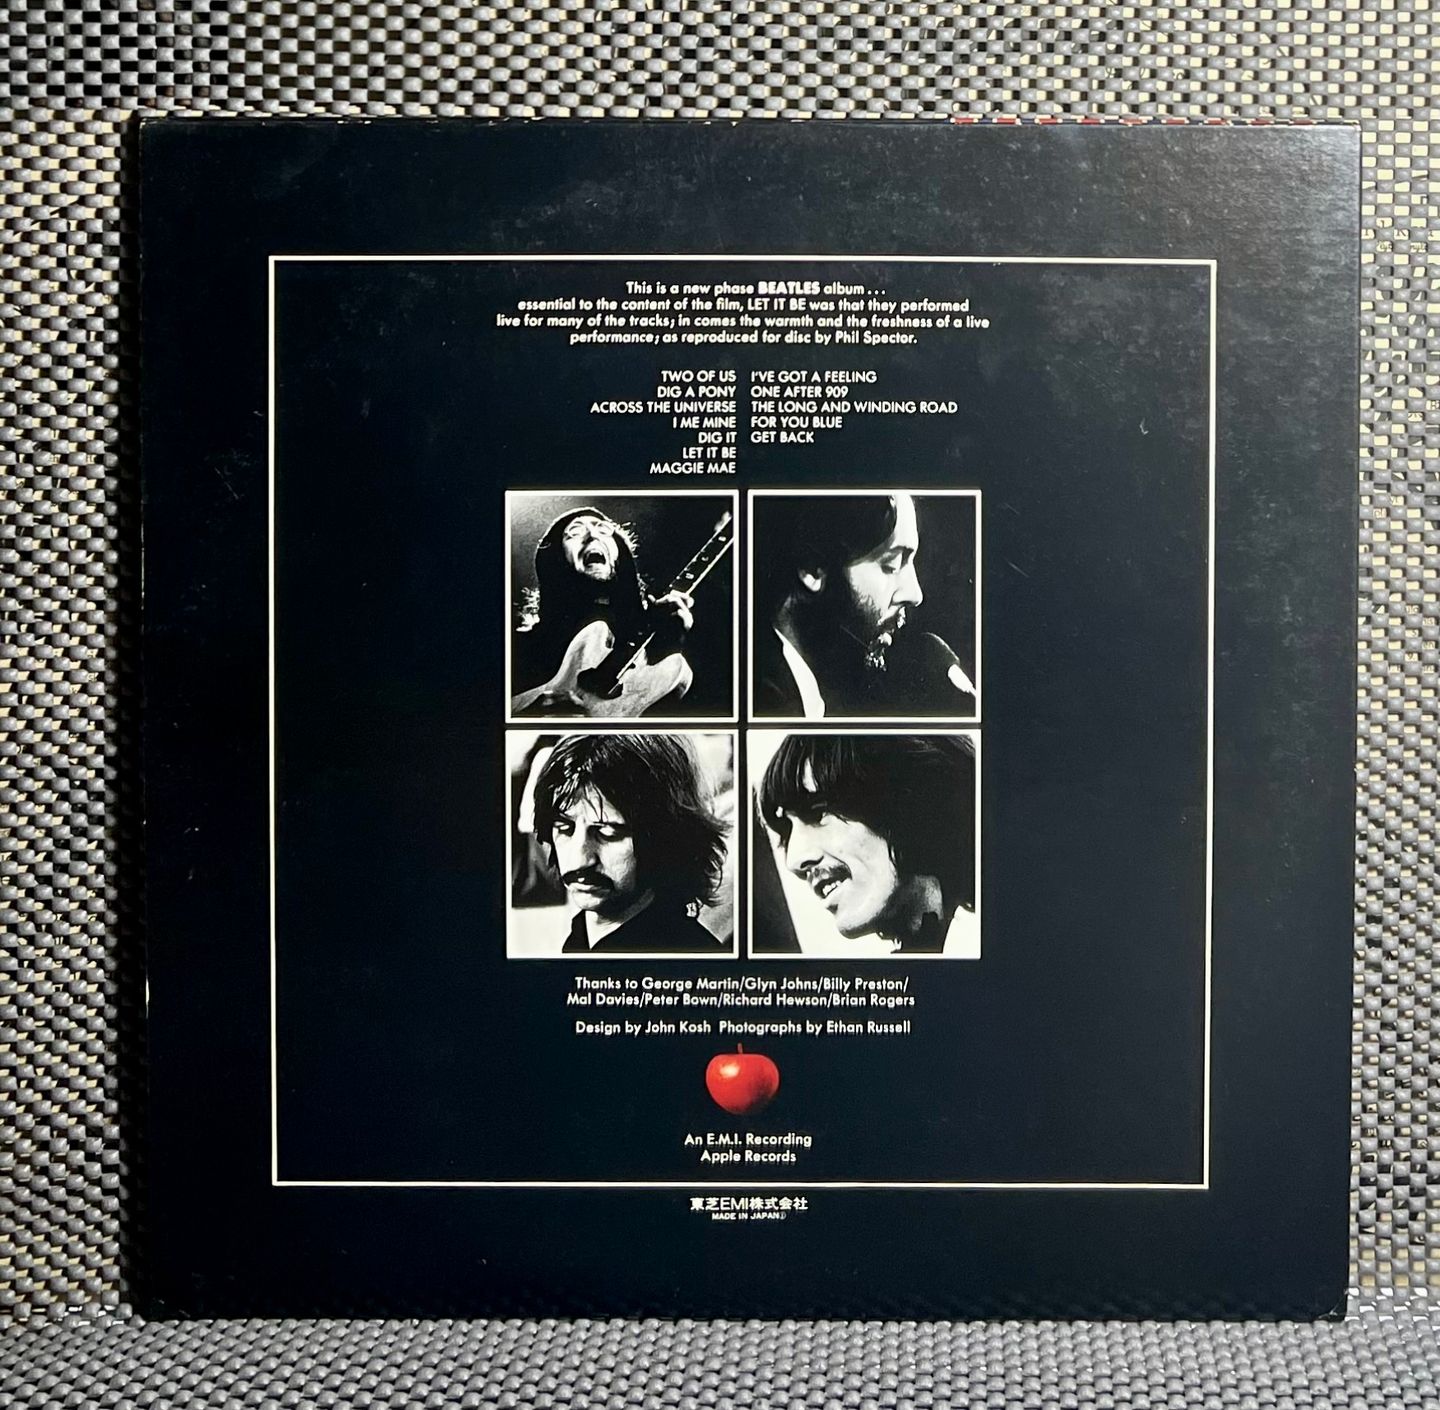 This is a new phase BEATLES album...
essential to the content of the film, LET IT BE was that they performed
live for many of the tracks; in comes the warmth and the freshness of a live
performance; as reproduced for disc by Phil Spector.
TWO OF US
DIG A PONY
ACROSS THE UNIVERSE
I ME MINE
DIG IT
LET IT BE
MAGGIE MAE
I'VE GOT A FEELING
ONE AFTER 909
THE LONG AND WINDING ROAD
FOR YOU BLUE
GET BACK
Thanks to George Martin/Glyn Johns/Billy Preston/
Mal Davies/Peter Bown/Richard Hewson/Brian Rogers
Design by John Kosh Photographs by Ethan Russell
An E.M.I. Recording
Apple Records
東芝EMI株式会社
MADE IN JAPAN